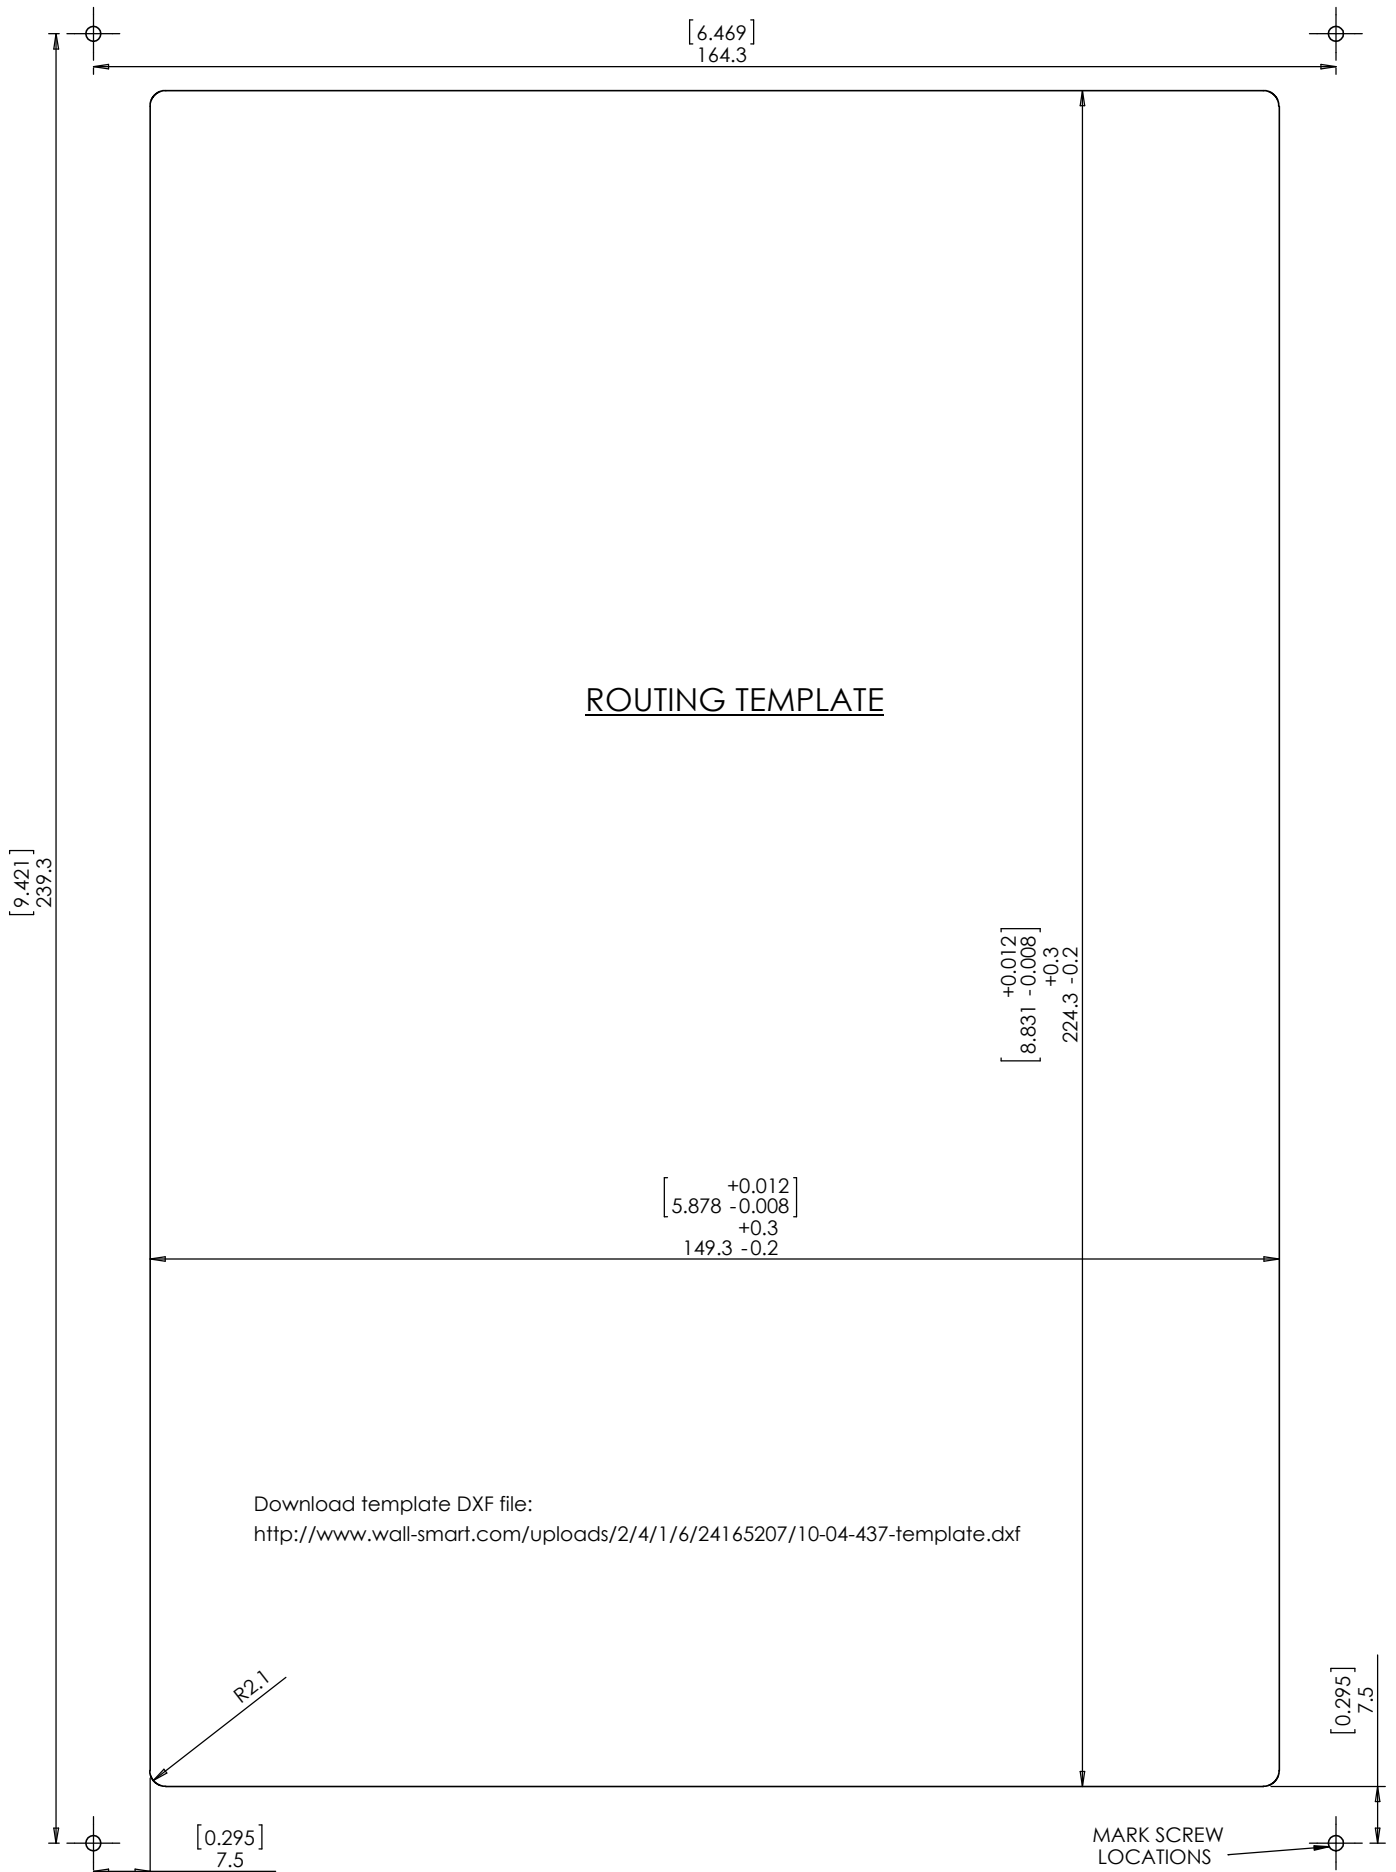 [6.469]
164.3
ROUTING TEMPLATE
[9.421]
239.3
+0.012
[8.831 -0.008]
+0.3
224.3 -0.2
+0.012
[5.878 -0.008]
+0.3
149.3 -0.2
Download template DXF file:
http://www.wall-smart.com/uploads/2/4/1/6/24165207/10-04-437-template.dxf
R2.1
[0.295]
7.5
[0.295]
7.5
MARK SCREW
LOCATIONS